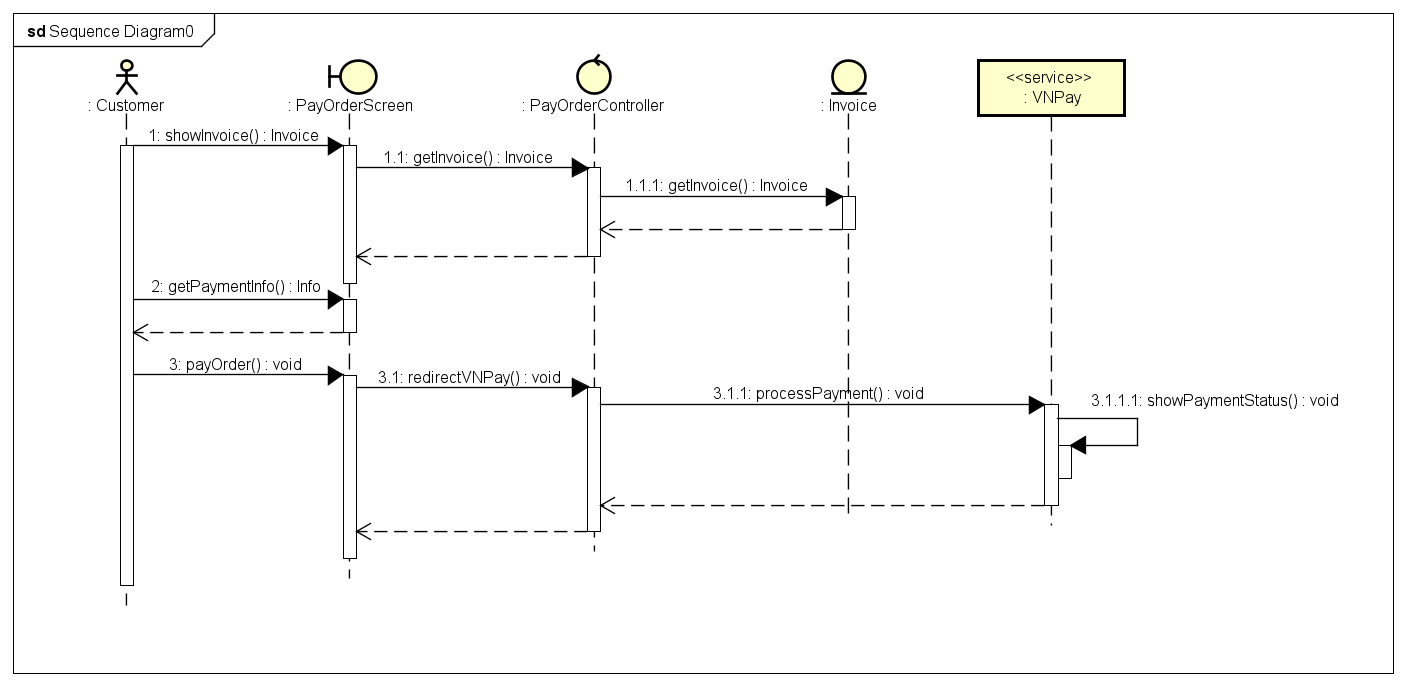 sd Sequence Diagram0
: Customer
: PayOrderScreen
: PayOrderController
: Invoice
<<service>>
: VNPay
1: showInvoice() : Invoice
1.1: getInvoice() : Invoice
1.1.1: getInvoice() : Invoice
2: getPaymentInfo() : Info
3: payOrder() : void
3.1: redirectVNPay() : void
3.1.1: processPayment() : void
3.1.1.1: showPaymentStatus() : void